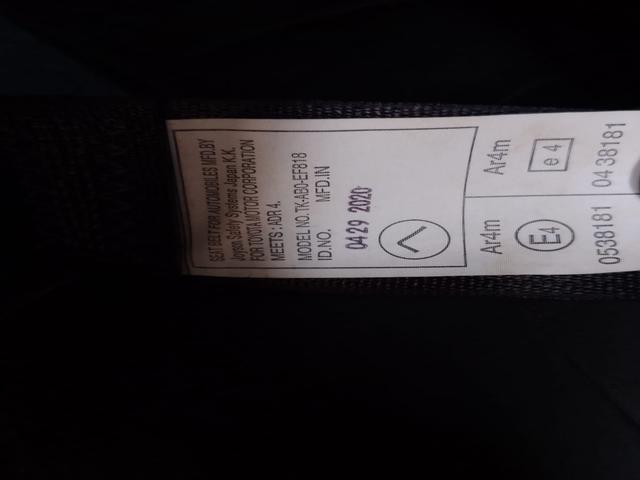 SEAT BELT FOR AUTOMOBILES MFD.BY
Joyson Safety Systems Japan K.K.
FOR TOYOTA MOTOR CORPORATION
MEETS : ADR 4.
MODEL NO. TK-AB0-EF818
ID.NO. MFD.IN
0429 2020
Ar4m
e 4
04 38181
Ar4m
E4
0538181